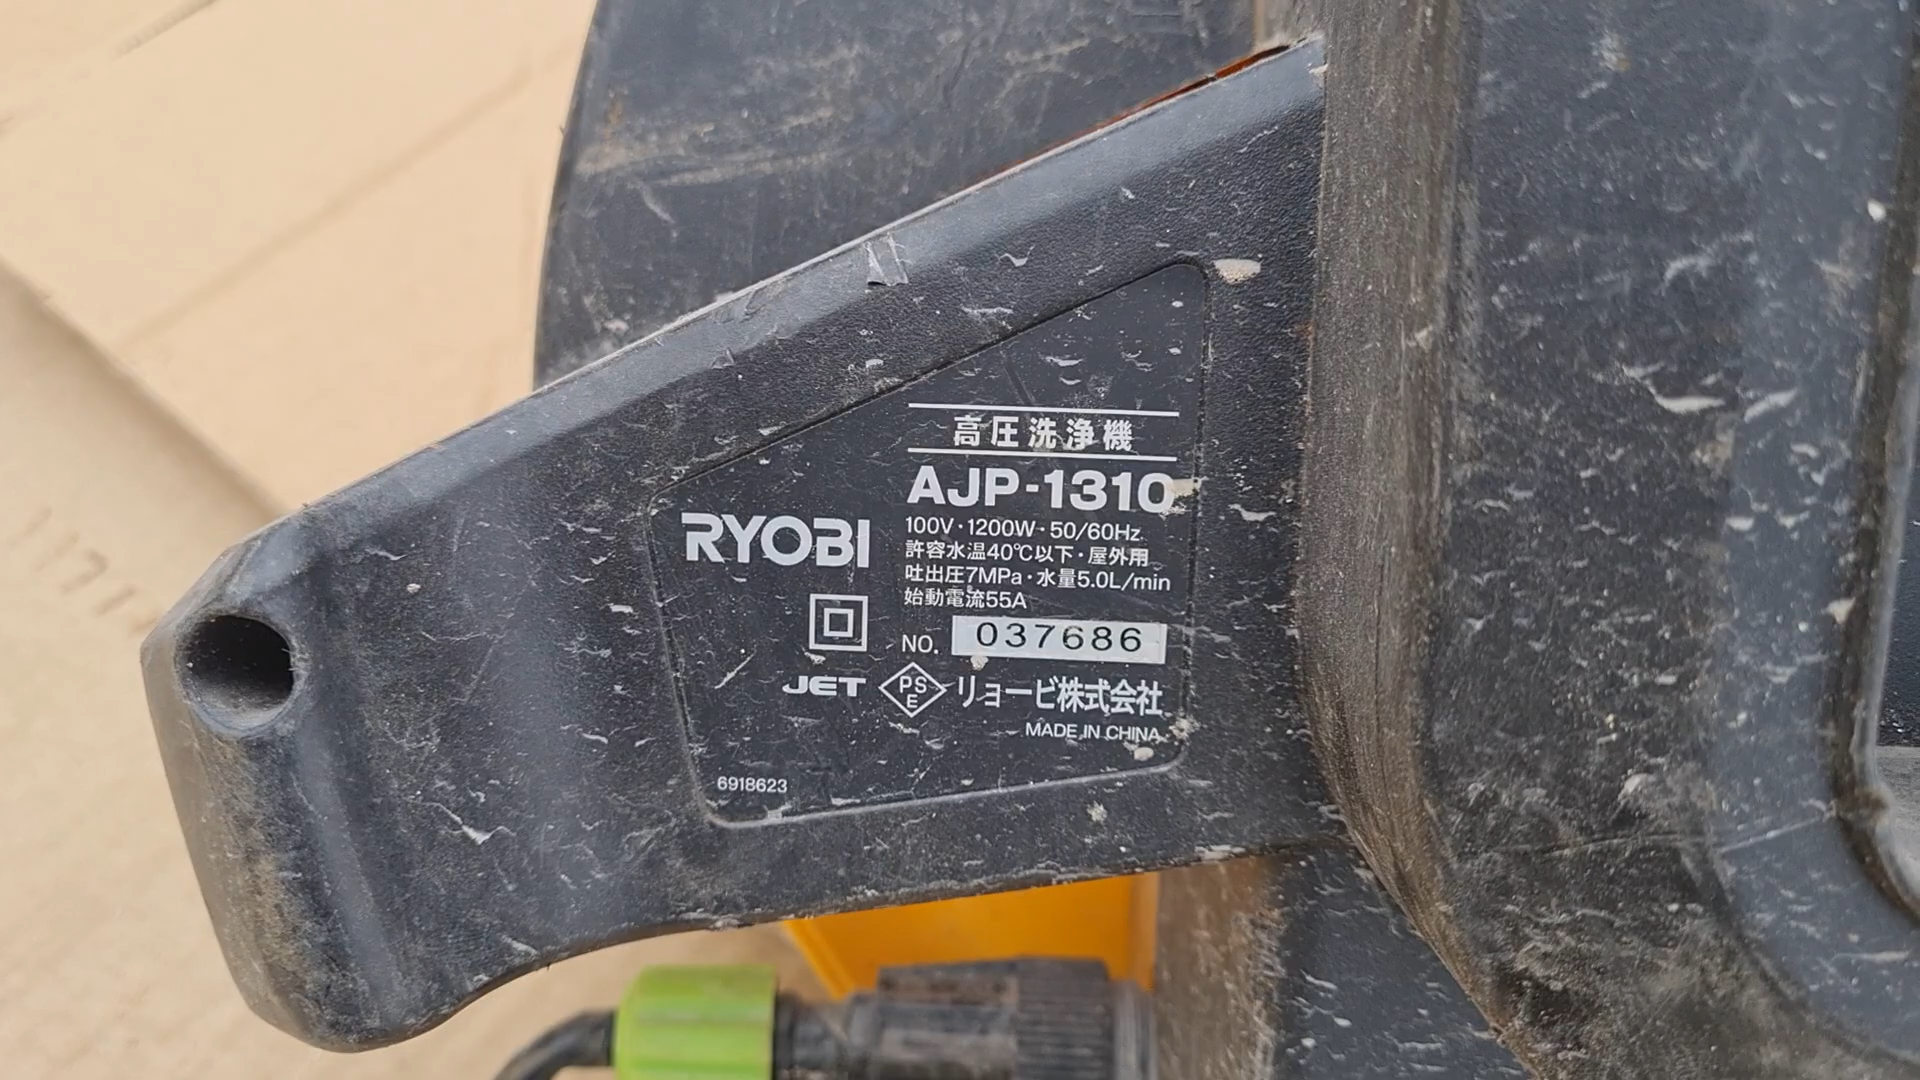 高圧洗浄機
AJP-1310
RYOBI
100V・1200W・50/60Hz
許容水温40℃以下・屋外用
吐出圧7MPa・水量5.0L/min
始動電流55A
NO. 037686
JET
PS
E
リョービ株式会社
MADE IN CHINA
6918623